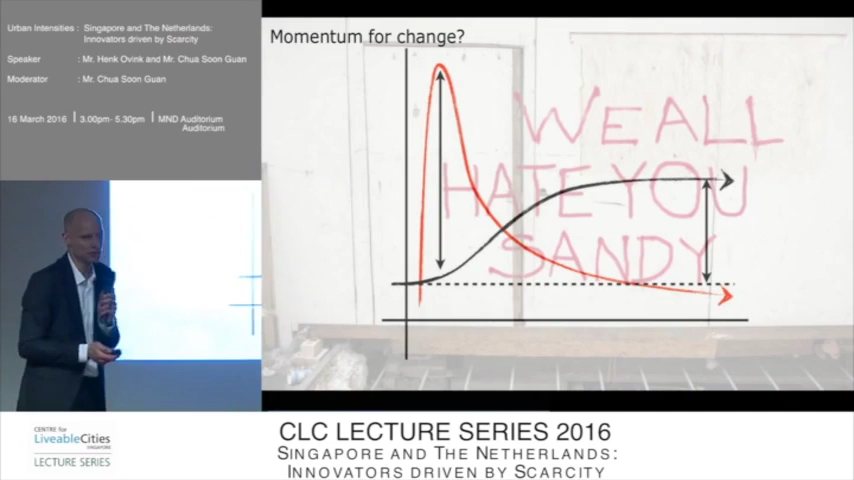 Urban Intensities : Singapore and The Netherlands:
Innovators driven by Scarcity
Speaker : Mr. Henk Ovink and Mr. Chua Soon Guan
Moderator : Mr. Chua Soon Guan
16 March 2016 | 3.00pm- 5.30pm | MND Auditorium
Auditorium
Momentum for change?
WE ALL
HATE YOU
SANDY
CENTRE for
LiveableCities
SINGAPORE
LECTURE SERIES
CLC LECTURE SERIES 2016
SINGAPORE AND THE NETHERLANDS:
INNOVATORS DRIVEN BY SCARCITY